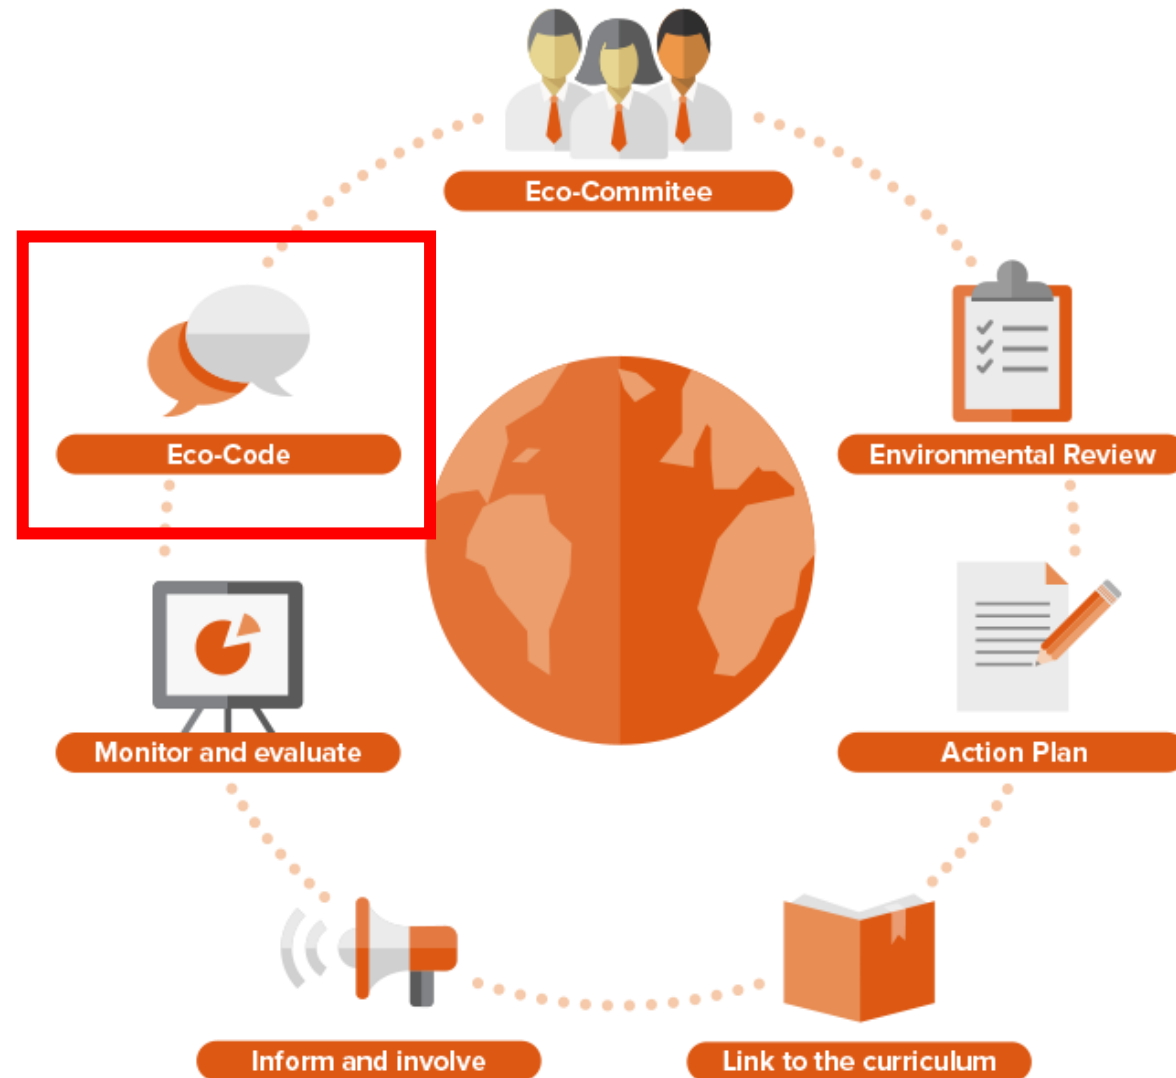 Eco-Commitee
Eco-Code
Environmental Review
Monitor and evaluate
Action Plan
Inform and involve
Link to the curriculum